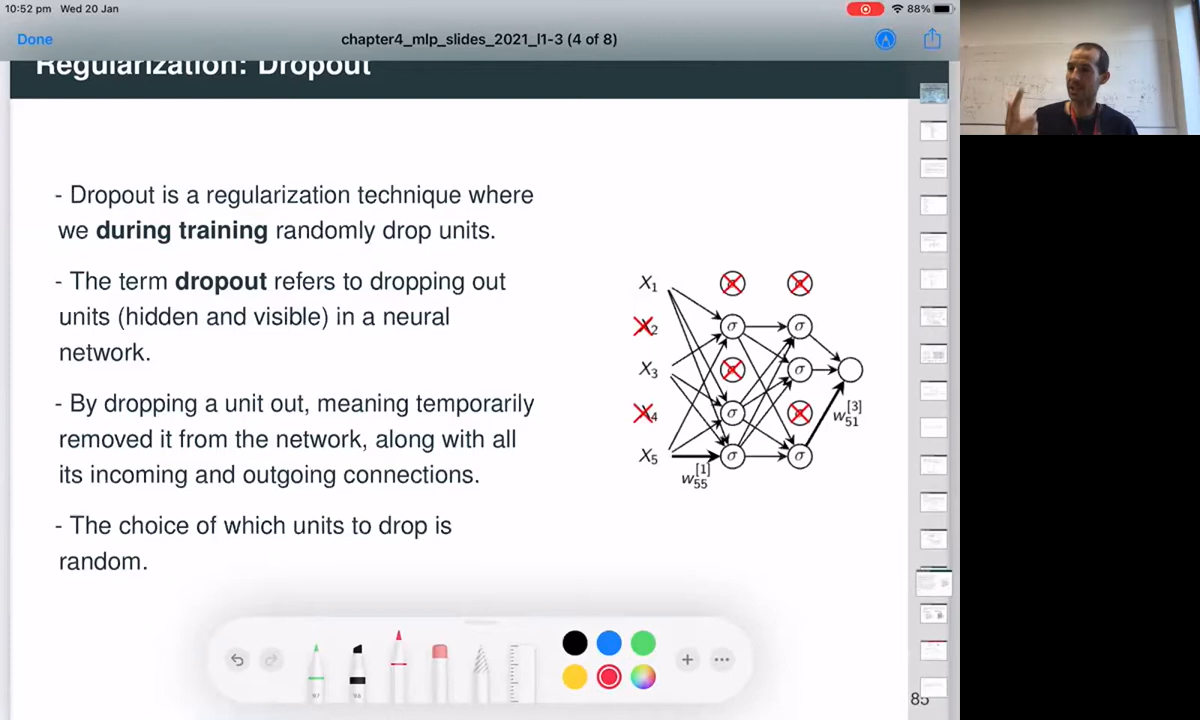 10:52 pm Wed 20 Jan
88%
Done
chapter4_mlp_slides_2021_l1-3 (4 of 8)
Regularization: Dropout
- Dropout is a regularization technique where
we during training randomly drop units.
- The term dropout refers to dropping out
units (hidden and visible) in a neural
network.
- By dropping a unit out, meaning temporarily
removed it from the network, along with all
its incoming and outgoing connections.
- The choice of which units to drop is
random.
X1
X2
σ σ
X3
σ
X4
σ
w[3]51
X5
σ σ
w[1]55
85